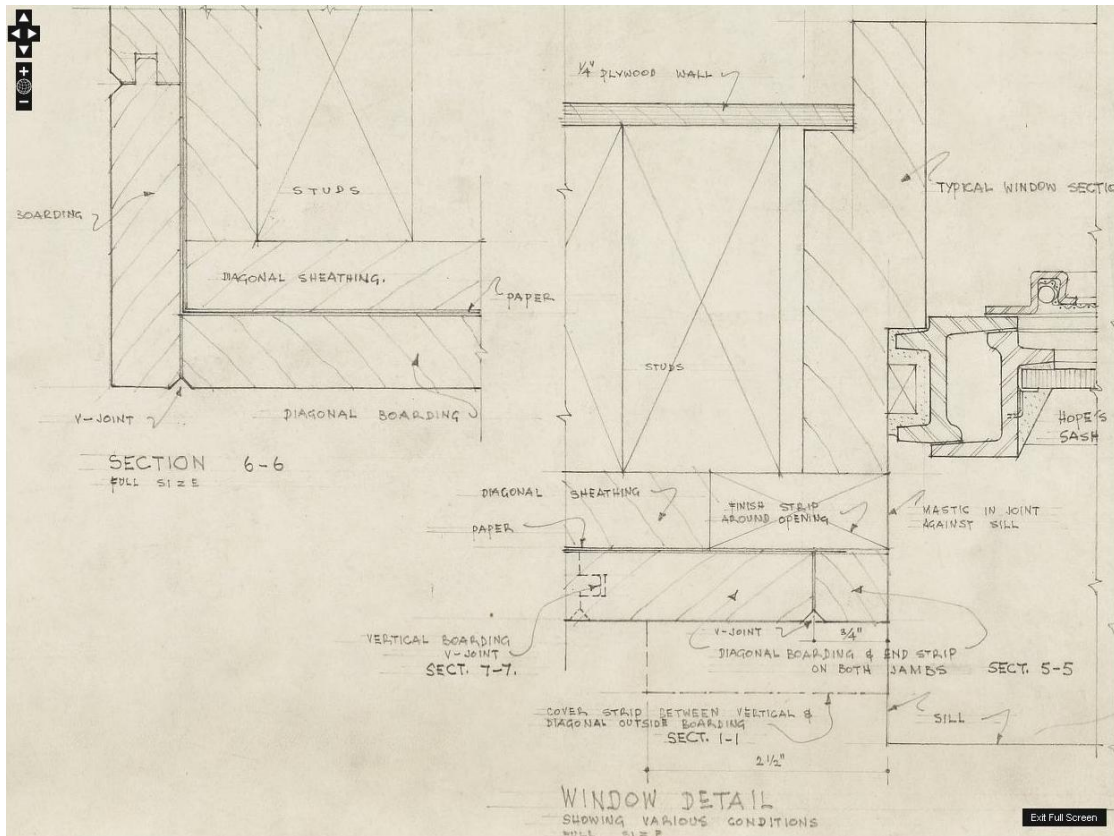 1/4" PLYWOOD WALL
STUDS
BOARDING
TYPICAL WINDOW SECTIO
DIAGONAL SHEATHING.
PAPER
STUDS
V-JOINT
DIAGONAL BOARDING
HOPE'S
SASH
SECTION 6-6
FULL SIZE
DIAGONAL SHEATHING
FINISH STRIP
AROUND OPENING
PAPER
MASTIC IN JOINT
AGAINST SILL
VERTICAL BOARDING
V-JOINT
SECT. 7-7.
V-JOINT
3/4"
DIAGONAL BOARDING & END STRIP
ON BOTH JAMBS
SECT. 5-5
COVER STRIP BETWEEN VERTICAL &
DIAGONAL OUTSIDE BOARDING
SECT. 1-1
SILL
2 1/2"
WINDOW DETAIL
SHOWING VARIOUS CONDITIONS
FULL SIZE
Exit Full Screen